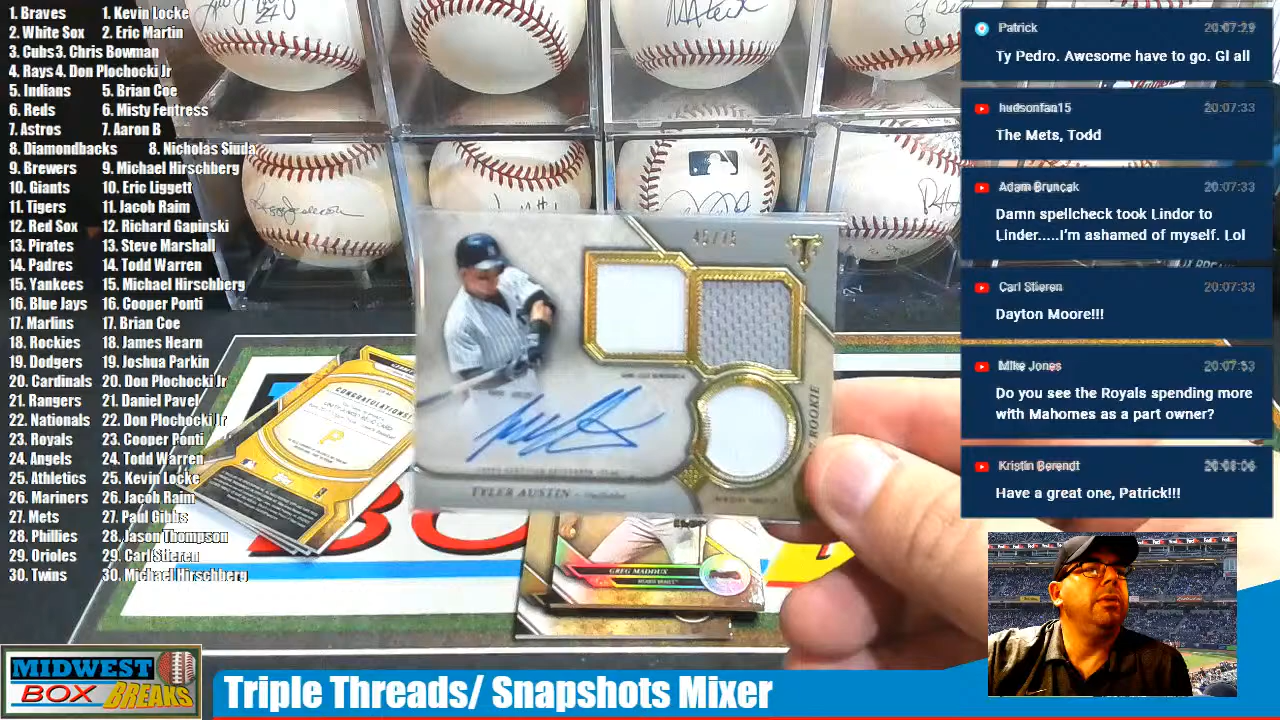 1. Braves 1. Kevin Locke
2. White Sox 2. Eric Martin
3. Cubs 3. Chris Bowman
4. Rays 4. Don Plochocki Jr
5. Indians 5. Brian Coe
6. Reds 6. Misty Fentress
7. Astros 7. Aaron B
8. Diamondbacks 8. Nicholas Siuda
9. Brewers 9. Michael Hirschberg
10. Giants 10. Eric Liggett
11. Tigers 11. Jacob Raim
12. Red Sox 12. Richard Gapinski
13. Pirates 13. Steve Marshall
14. Padres 14. Todd Warren
15. Yankees 15. Michael Hirschberg
16. Blue Jays 16. Cooper Ponti
17. Marlins 17. Brian Coe
18. Rockies 18. James Hearn
19. Dodgers 19. Joshua Parkin
20. Cardinals 20. Don Plochocki Jr
21. Rangers 21. Daniel Pavel
22. Nationals 22. Don Plochocki Jr
23. Royals 23. Cooper Ponti
24. Angels 24. Todd Warren
25. Athletics 25. Kevin Locke
26. Mariners 26. Jacob Raim
27. Mets 27. Paul Gibbs
28. Phillies 28. Jason Thompson
29. Orioles 29. Carl Stieren
30. Twins 30. Michael Hirschberg
CONGRATULATIONS!
TYLER AUSTIN
ROOKIE
GREG MADDUX
Patrick 20:07:29
Ty Pedro. Awesome have to go. Gl all
hudsonfan15 20:07:33
The Mets, Todd
Adam Bruncak 20:07:33
Damn spellcheck took Lindor to
Linder.....I'm ashamed of myself. Lol
Carl Stieren 20:07:33
Dayton Moore!!!
Mike Jones 20:07:53
Do you see the Royals spending more
with Mahomes as a part owner?
Kristin Berendt 20:08:06
Have a great one, Patrick!!!
MIDWEST
BOX
BREAKS
Triple Threads/ Snapshots Mixer